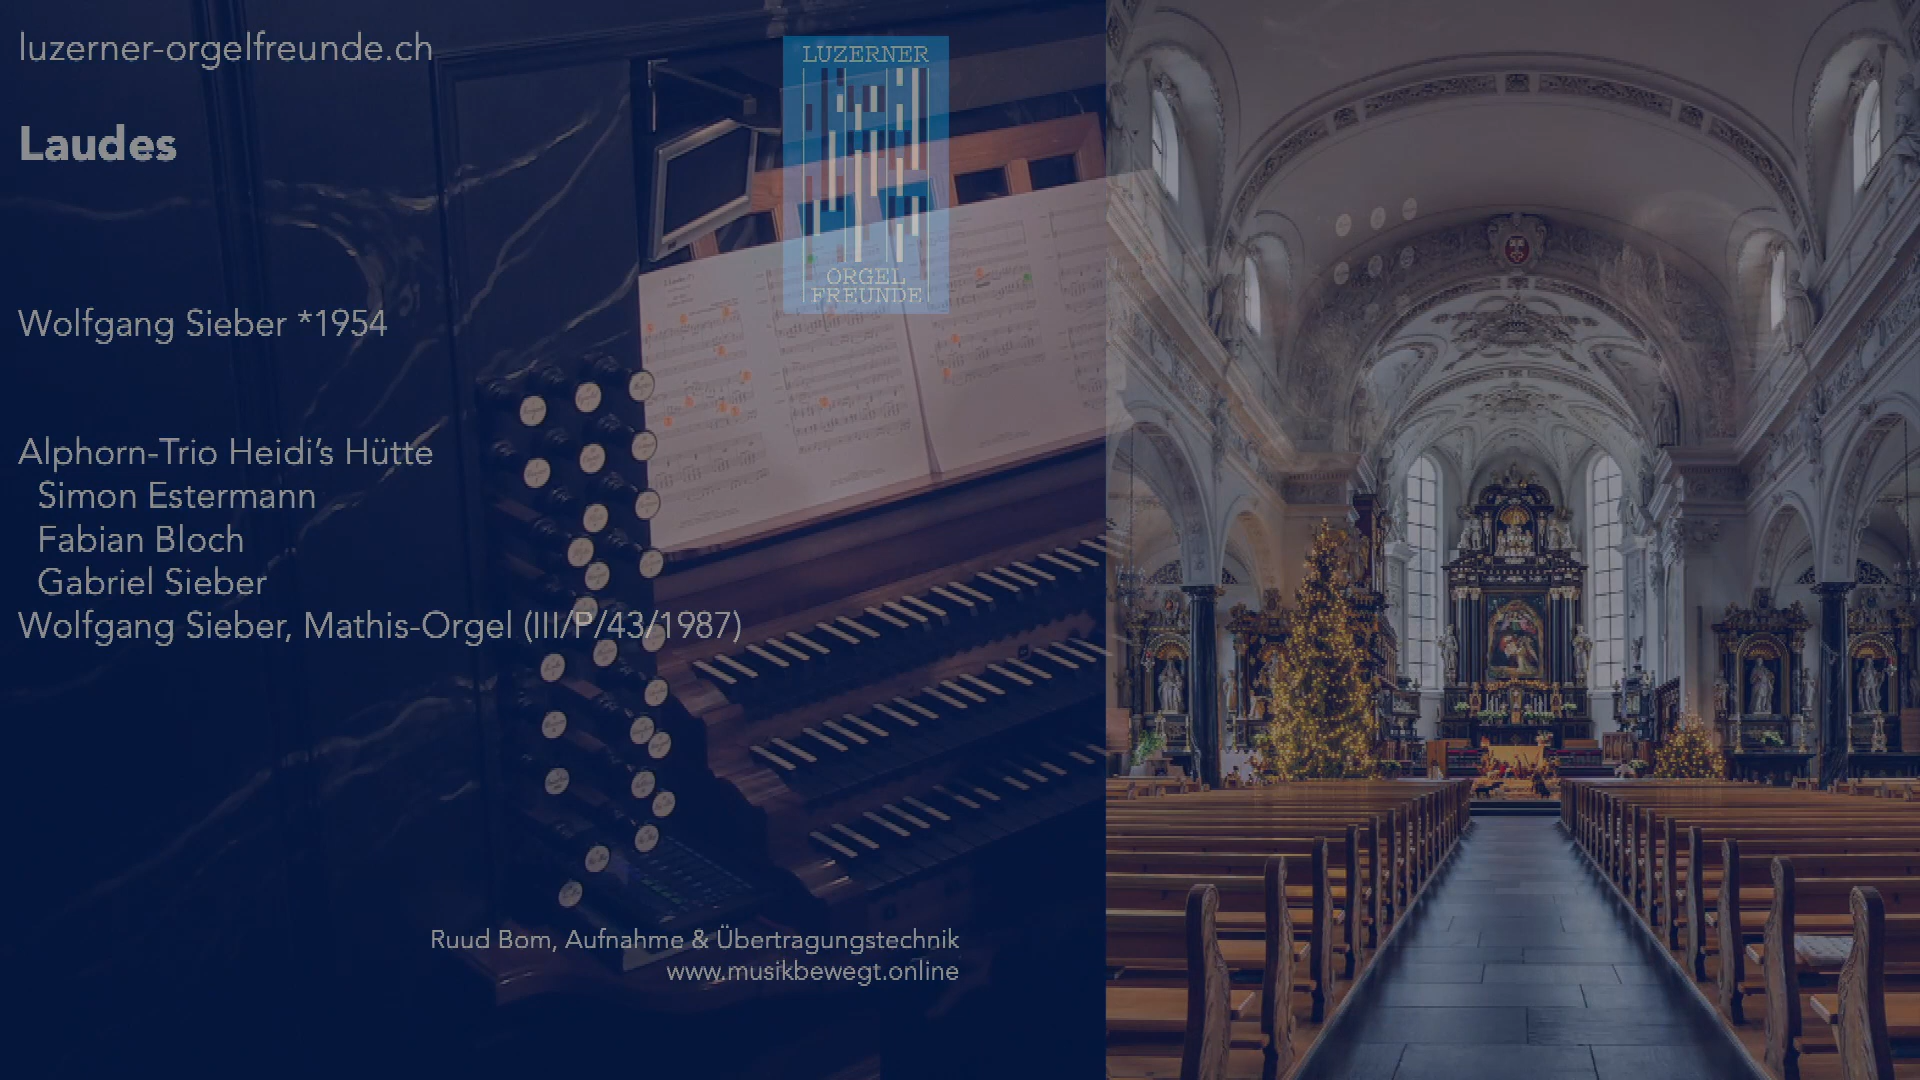 luzerner-orgelfreunde.ch
LUZERNER
ORGEL
FREUNDE
Laudes
Wolfgang Sieber *1954
Alphorn-Trio Heidi’s Hütte
Simon Estermann
Fabian Bloch
Gabriel Sieber
Wolfgang Sieber, Mathis-Orgel (III/P/43/1987)
Ruud Bom, Aufnahme & Übertragungstechnik
www.musikbewegt.online